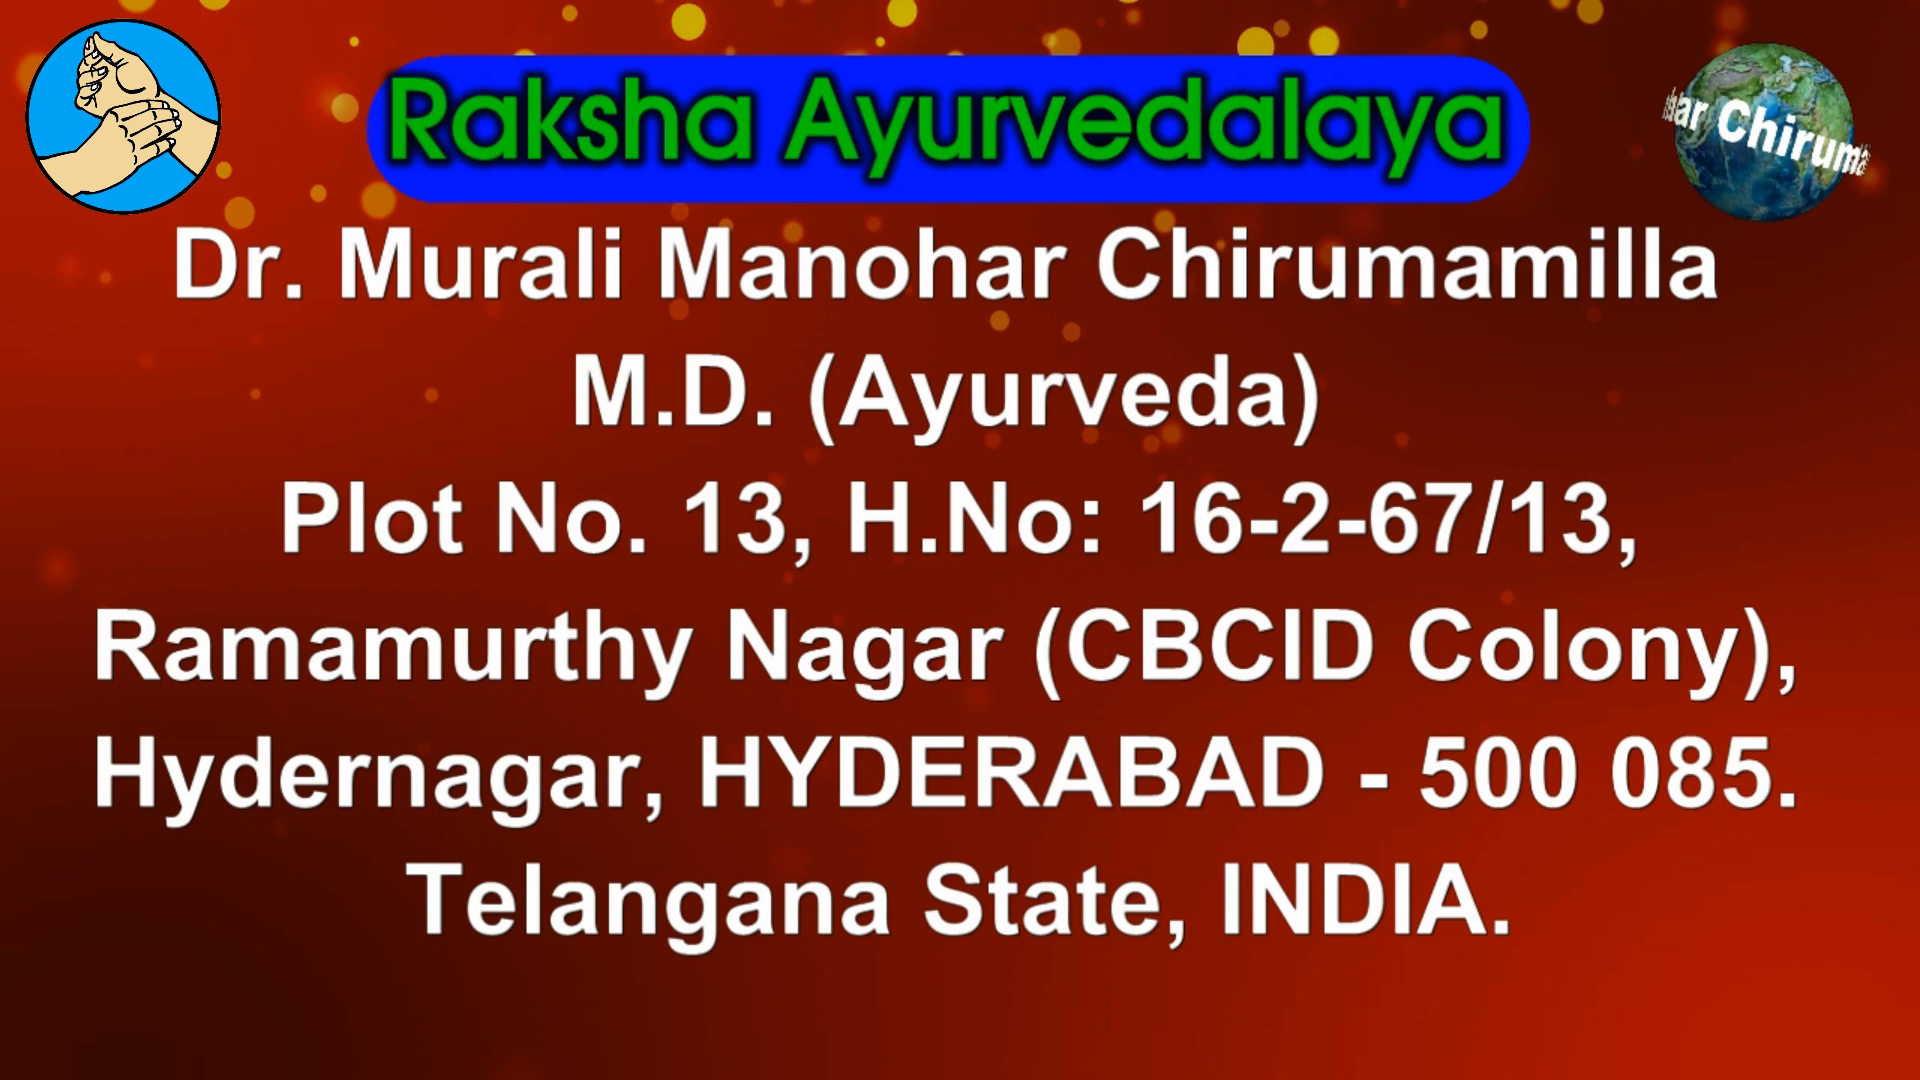 Raksha Ayurvedalaya
Dr. Murali Manohar Chirumamilla
M.D. (Ayurveda)
Plot No. 13, H.No: 16-2-67/13,
Ramamurthy Nagar (CBCID Colony),
Hydernagar, HYDERABAD - 500 085.
Telangana State, INDIA.